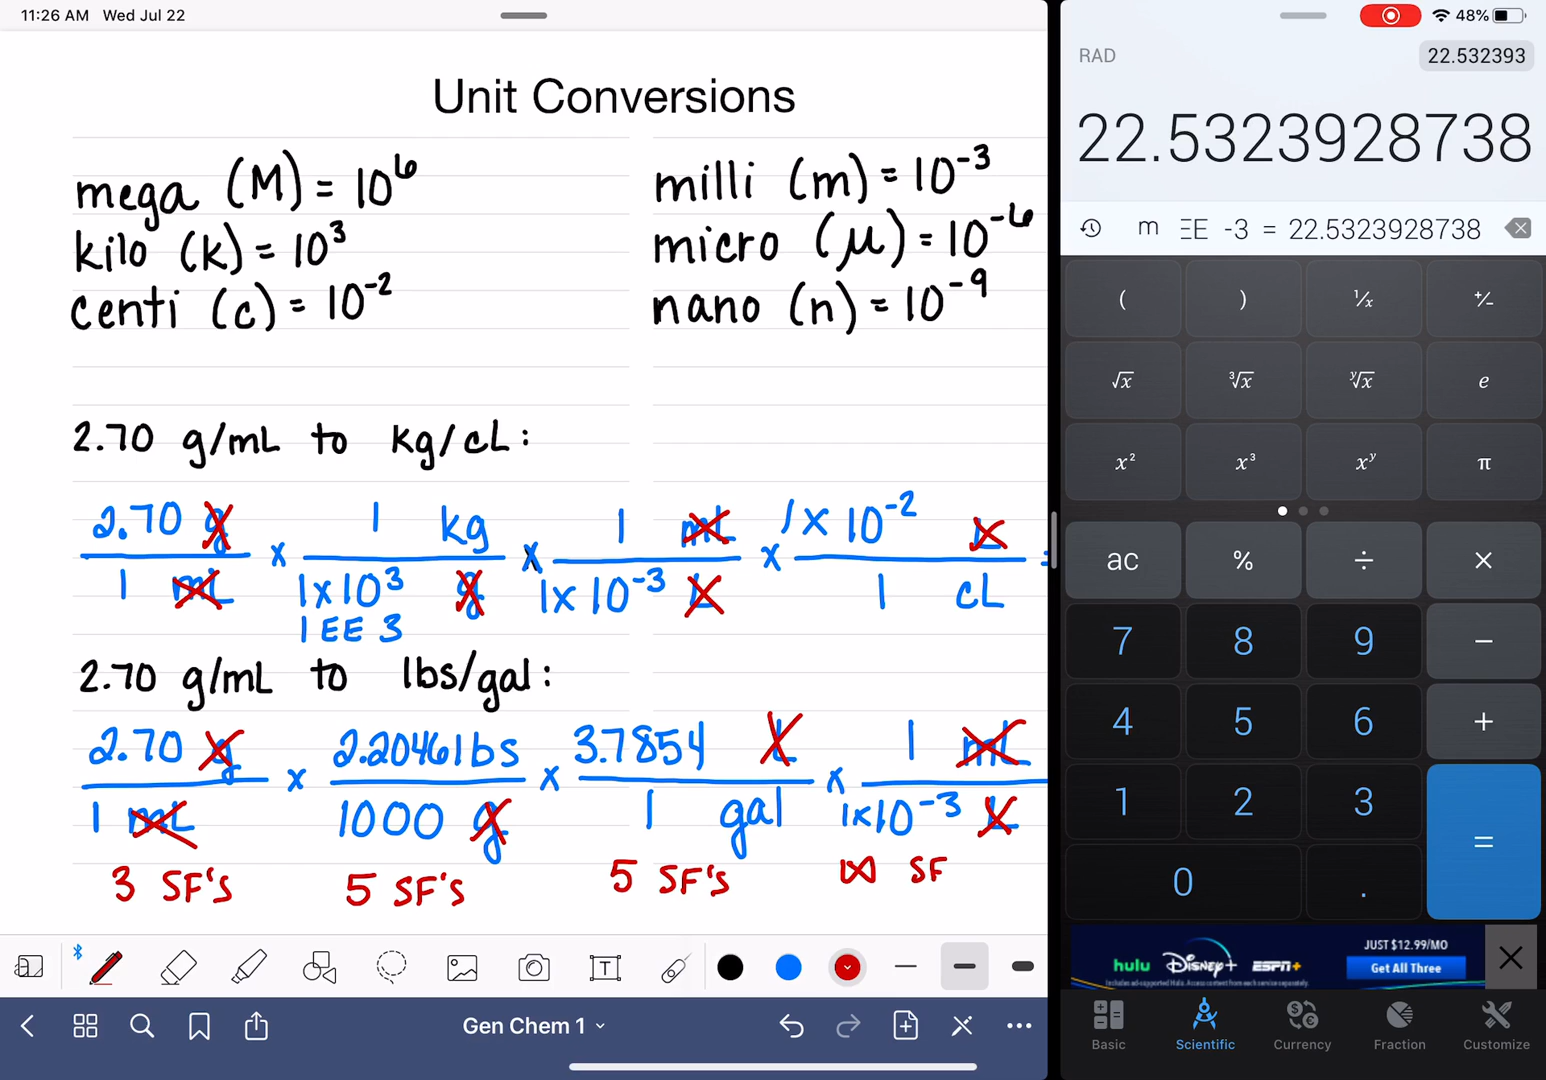 11:26 AM Wed Jul 22
Unit Conversions
mega (M) = 10^6
kilo (k) = 10^3
centi (c) = 10^-2
milli (m) = 10^-3
micro (μ) = 10^-6
nano (n) = 10^-9
2.70 g/mL to kg/cL:
2.70 g
1 mL
x
1 kg
1x10^3 g
1 EE 3
x
1 mL
1x10^-3 L
x
1x10^-2 L
1 cL
2.70 g/mL to lbs/gal:
2.70 g
1 mL
x
2.2046 lbs
1000 g
x
3.7854 L
1 gal
x
1 mL
1x10^-3 L
3 SF's
5 SF's
5 SF's
∞ SF
T
Gen Chem 1
48%
RAD
22.532393
22.5323928738
m EE -3 = 22.5323928738
( ) 1/x +/-
√x ∛x y√x e
x² x³ x^y π
ac % ÷ ×
7 8 9 −
4 5 6 +
1 2 3 =
0 .
hulu Disney+ ESPN+
JUST $12.99/MO
Get All Three
Basic Scientific Currency Fraction Customize